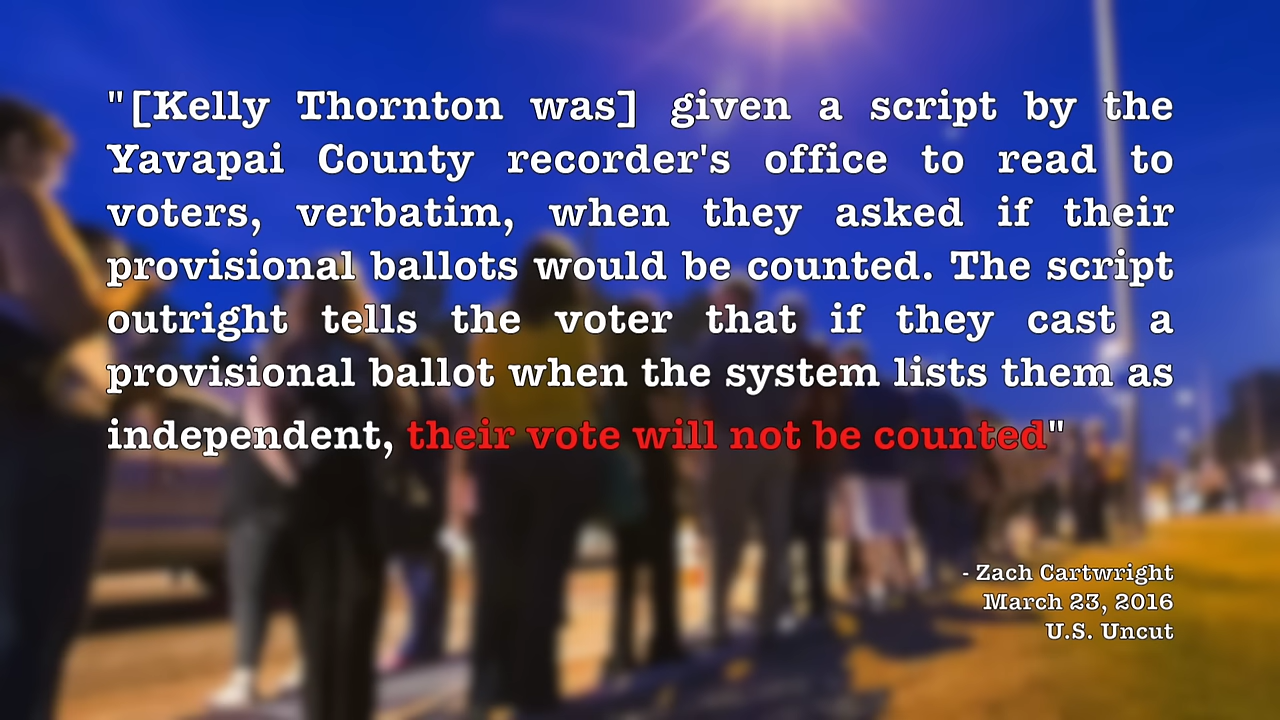 "[Kelly Thornton was] given a script by the
Yavapai County recorder's office to read to
voters, verbatim, when they asked if their
provisional ballots would be counted. The script
outright tells the voter that if they cast a
provisional ballot when the system lists them as
independent, their vote will not be counted"
- Zach Cartwright
March 23, 2016
U.S. Uncut